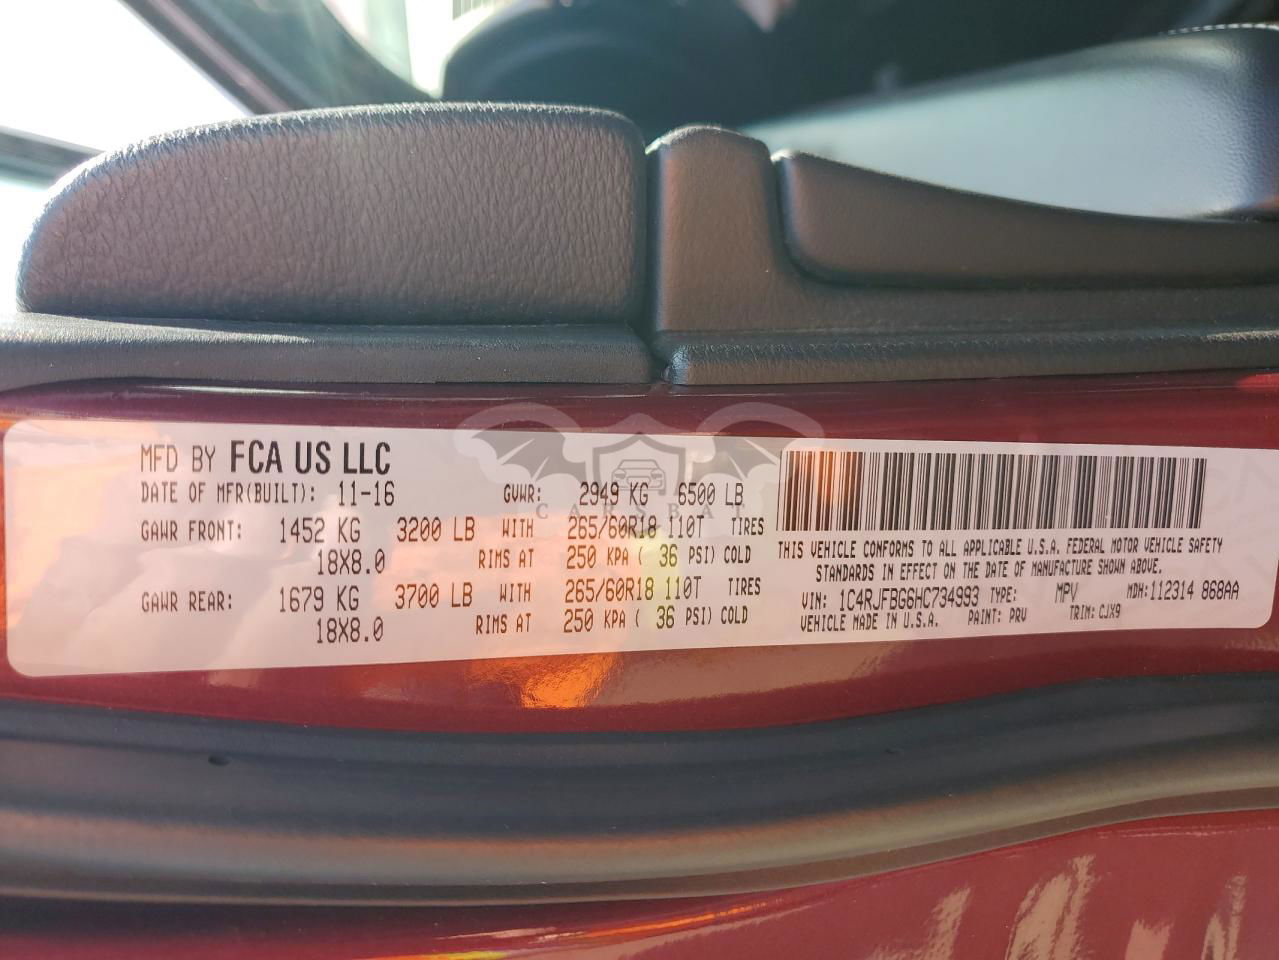 MFD BY FCA US LLC
DATE OF MFR(BUILT): 11-16 GVWR: 2949 KG 6500 LB
GAWR FRONT: 1452 KG 3200 LB WITH 265/60R18 110T TIRES
18X8.0 RIMS AT 250 KPA ( 36 PSI) COLD
GAWR REAR: 1679 KG 3700 LB WITH 265/60R18 110T TIRES
18X8.0 RIMS AT 250 KPA ( 36 PSI) COLD
CARSBAT
THIS VEHICLE CONFORMS TO ALL APPLICABLE U.S.A. FEDERAL MOTOR VEHICLE SAFETY
STANDARDS IN EFFECT ON THE DATE OF MANUFACTURE SHOWN ABOVE.
VIN: 1C4RJFBG6HC734993 TYPE: MPV MDH: 112314 868AA
VEHICLE MADE IN U.S.A. PAINT: PRV TRIM: CJX9